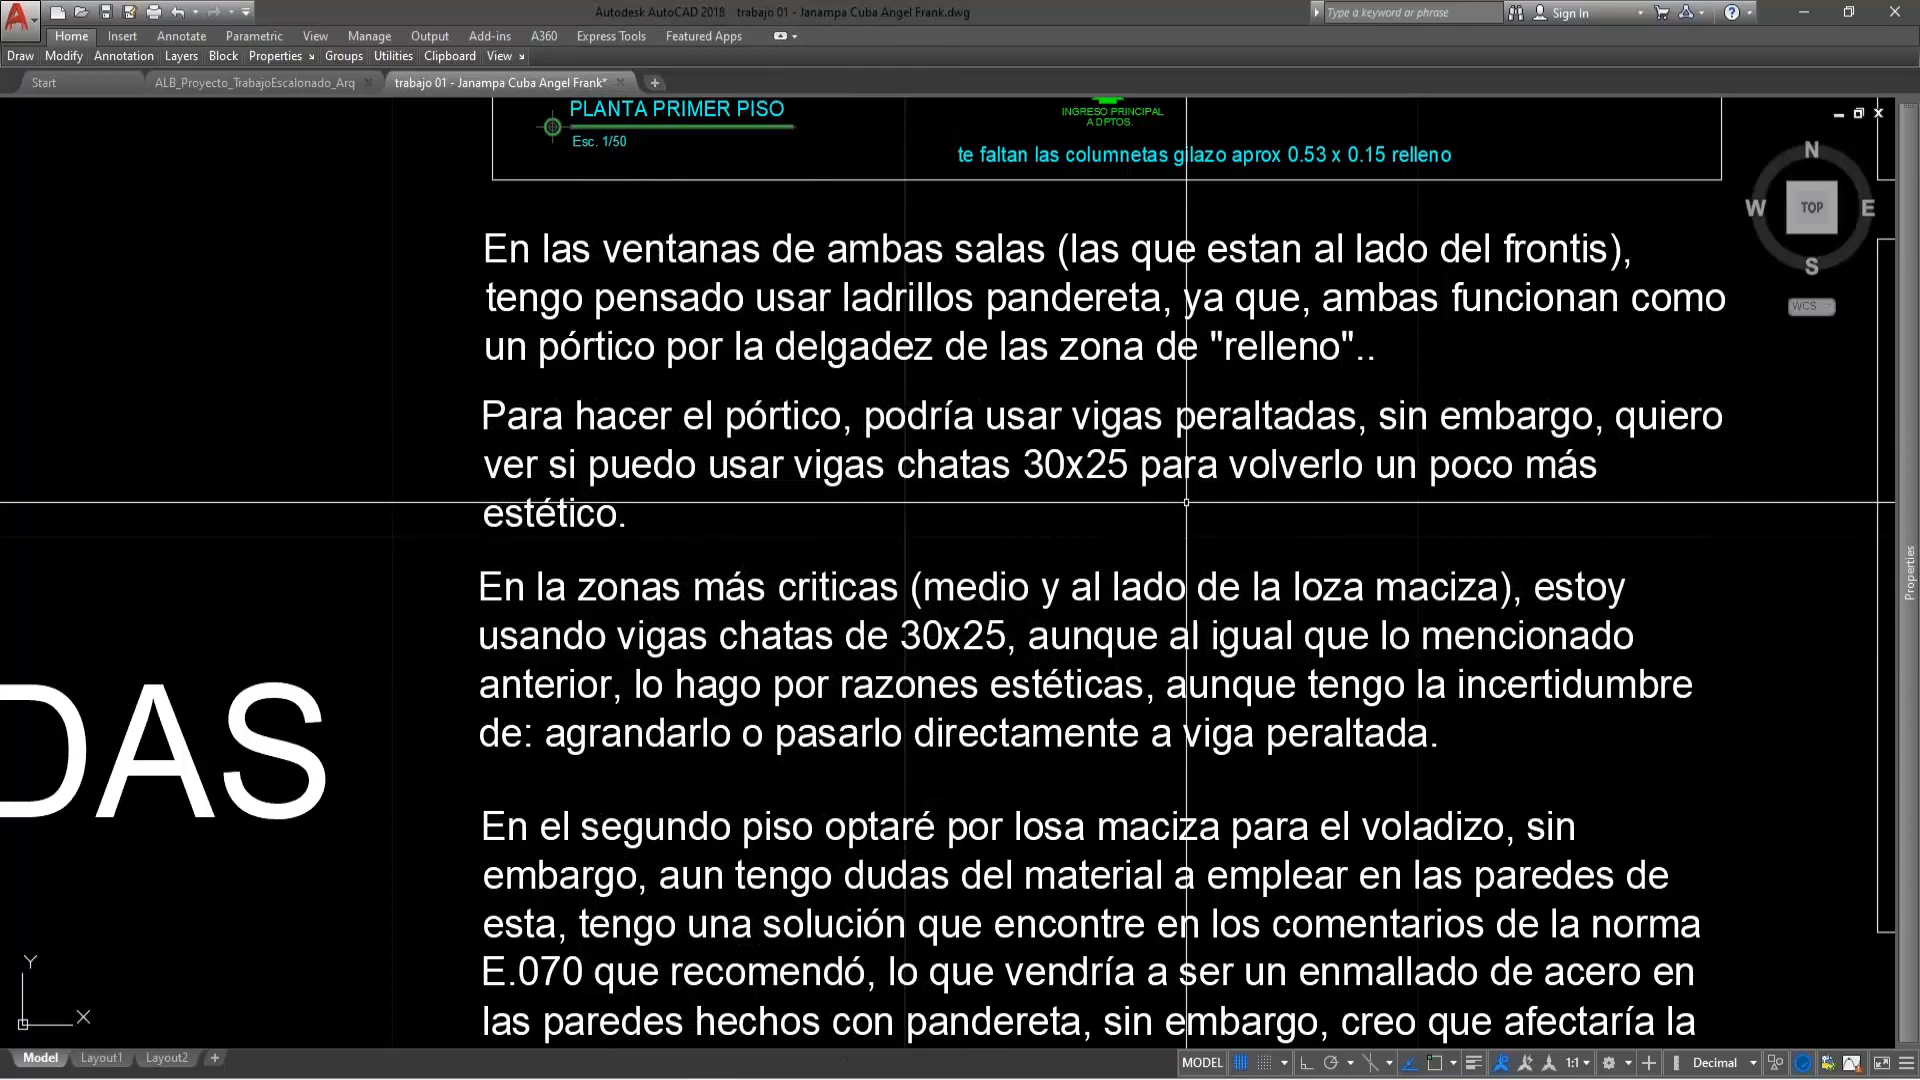 Autodesk AutoCAD 2018 trabajo 01 - Janampa Cuba Angel Frank.dwg
Type a keyword or phrase
Sign In
Home Insert Annotate Parametric View Manage Output Add-ins A360 Express Tools Featured Apps
Draw Modify Annotation Layers Block Properties Groups Utilities Clipboard View
Start ALB_Proyecto_TrabajoEscalonado_Arq trabajo 01 - Janampa Cuba Angel Frank*
PLANTA PRIMER PISO
Esc. 1/50
INGRESO PRINCIPAL
A DPTOS.
te faltan las columnetas gilazo aprox 0.53 x 0.15 relleno
N
W TOP E
S
WCS
En las ventanas de ambas salas (las que estan al lado del frontis),
tengo pensado usar ladrillos pandereta, ya que, ambas funcionan como
un pórtico por la delgadez de las zona de "relleno"..
Para hacer el pórtico, podría usar vigas peraltadas, sin embargo, quiero
ver si puedo usar vigas chatas 30x25 para volverlo un poco más
estético.
En la zonas más criticas (medio y al lado de la loza maciza), estoy
usando vigas chatas de 30x25, aunque al igual que lo mencionado
anterior, lo hago por razones estéticas, aunque tengo la incertidumbre
de: agrandarlo o pasarlo directamente a viga peraltada.
DAS
En el segundo piso optaré por losa maciza para el voladizo, sin
embargo, aun tengo dudas del material a emplear en las paredes de
esta, tengo una solución que encontre en los comentarios de la norma
E.070 que recomendó, lo que vendría a ser un enmallado de acero en
las paredes hechos con pandereta, sin embargo, creo que afectaría la
Properties
Y
X
Model Layout1 Layout2
MODEL 1:1 Decimal